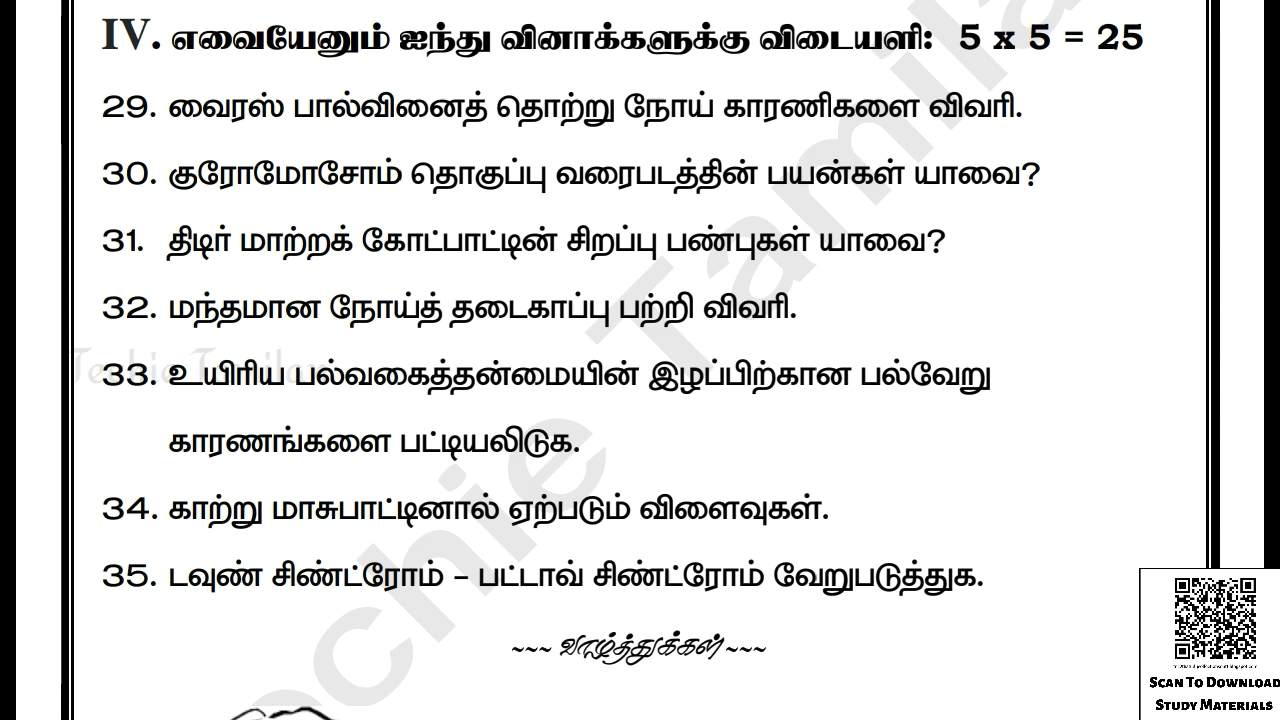 IV. எவையேனும் ஐந்து வினாக்களுக்கு விடையளி: 5 x 5 = 25
29. வைரஸ் பால்வினைத் தொற்று நோய் காரணிகளை விவரி.
30. குரோமோசோம் தொகுப்பு வரைபடத்தின் பயன்கள் யாவை?
31. திடீர் மாற்றக் கோட்பாட்டின் சிறப்பு பண்புகள் யாவை?
32. மந்தமான நோய்த் தடைகாப்பு பற்றி விவரி.
33. உயிரிய பல்வகைத்தன்மையின் இழப்பிற்கான பல்வேறு
காரணங்களை பட்டியலிடுக.
34. காற்று மாசுபாட்டினால் ஏற்படும் விளைவுகள்.
35. டவுண் சிண்ட்ரோம் – பட்டாவ் சிண்ட்ரோம் வேறுபடுத்துக.
~~~ வாழ்த்துக்கள் ~~~
Techie Tamilan
SCAN TO DOWNLOAD
STUDY MATERIALS